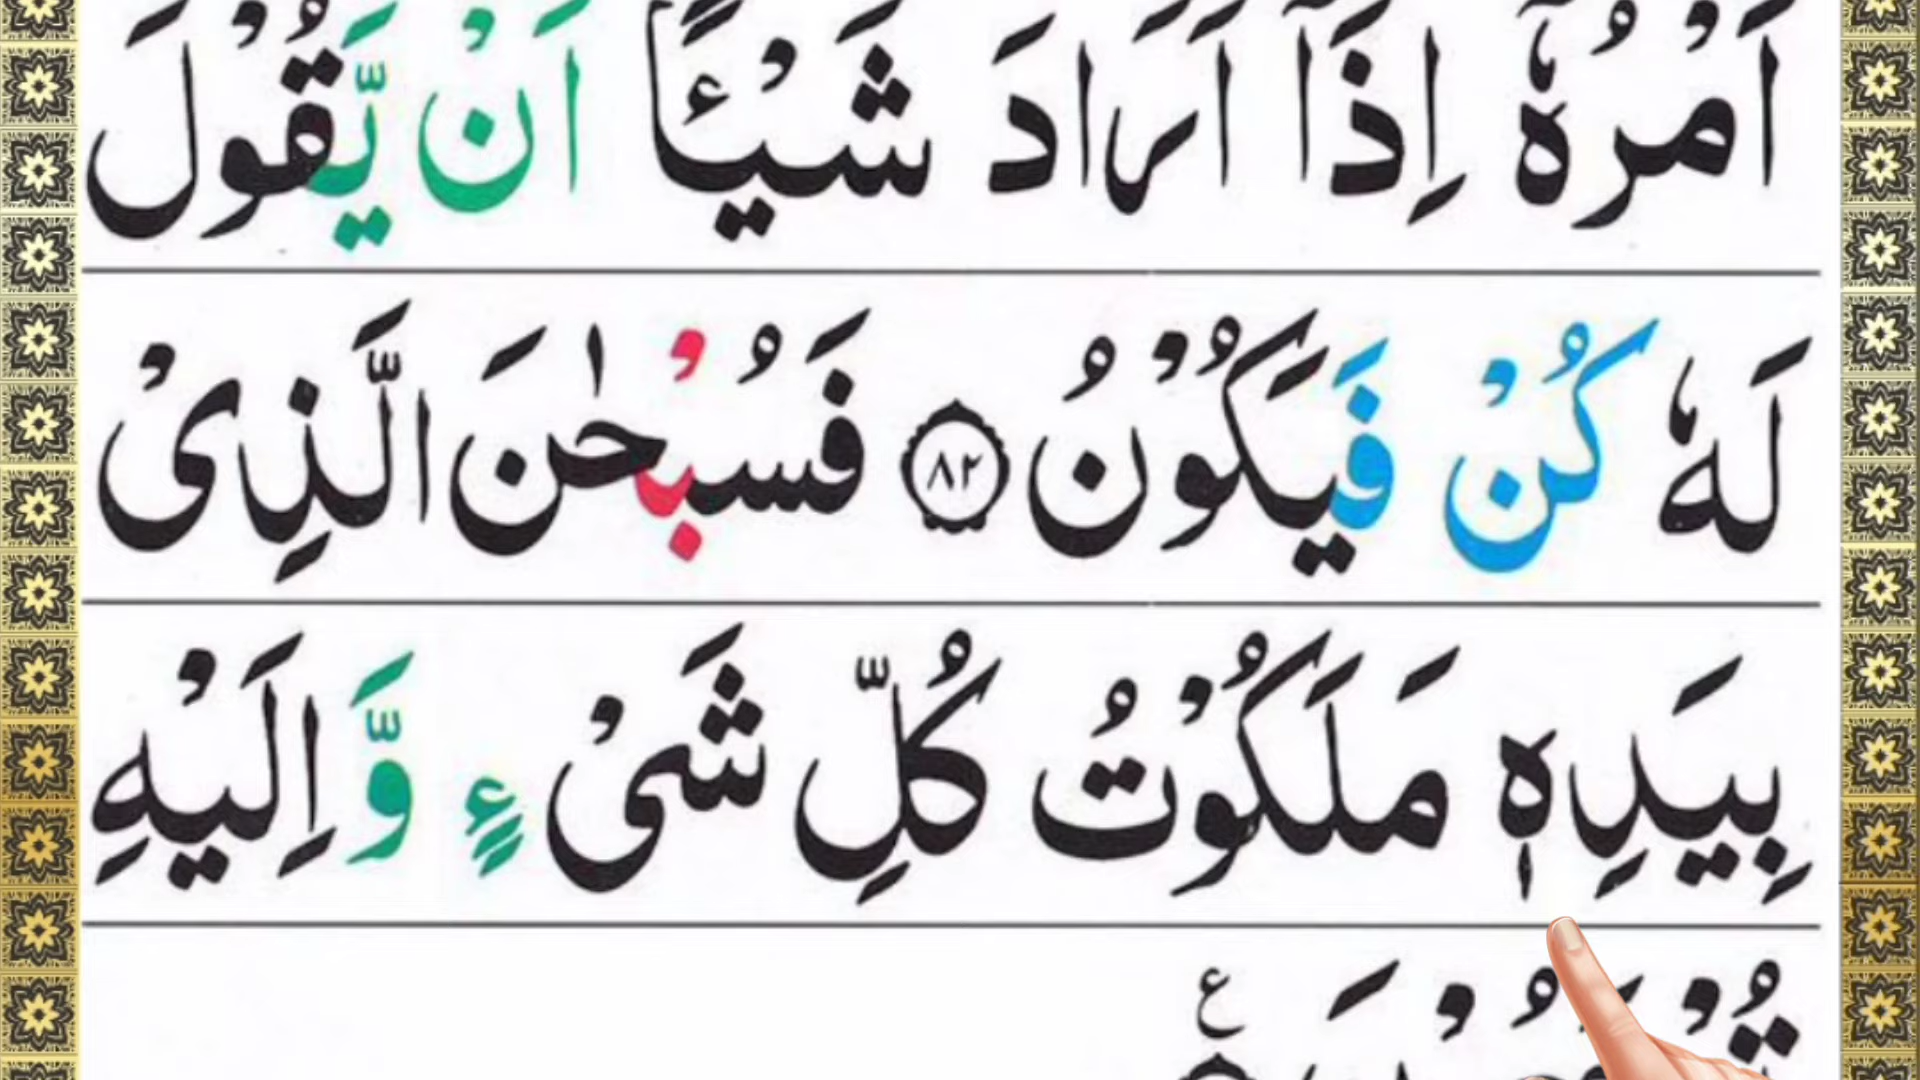 اَمْرُهٗۤ اِذَاۤ اَرَادَ شَيْـًٔا اَنْ يَّقُوْلَ
لَهٗ كُنْ فَيَكُوْنُ ۝٨٢ فَسُبْحٰنَ الَّذِىْ
بِيَدِهٖ مَلَكُوْتُ كُلِّ شَىْءٍ وَّ اِلَيْهِ